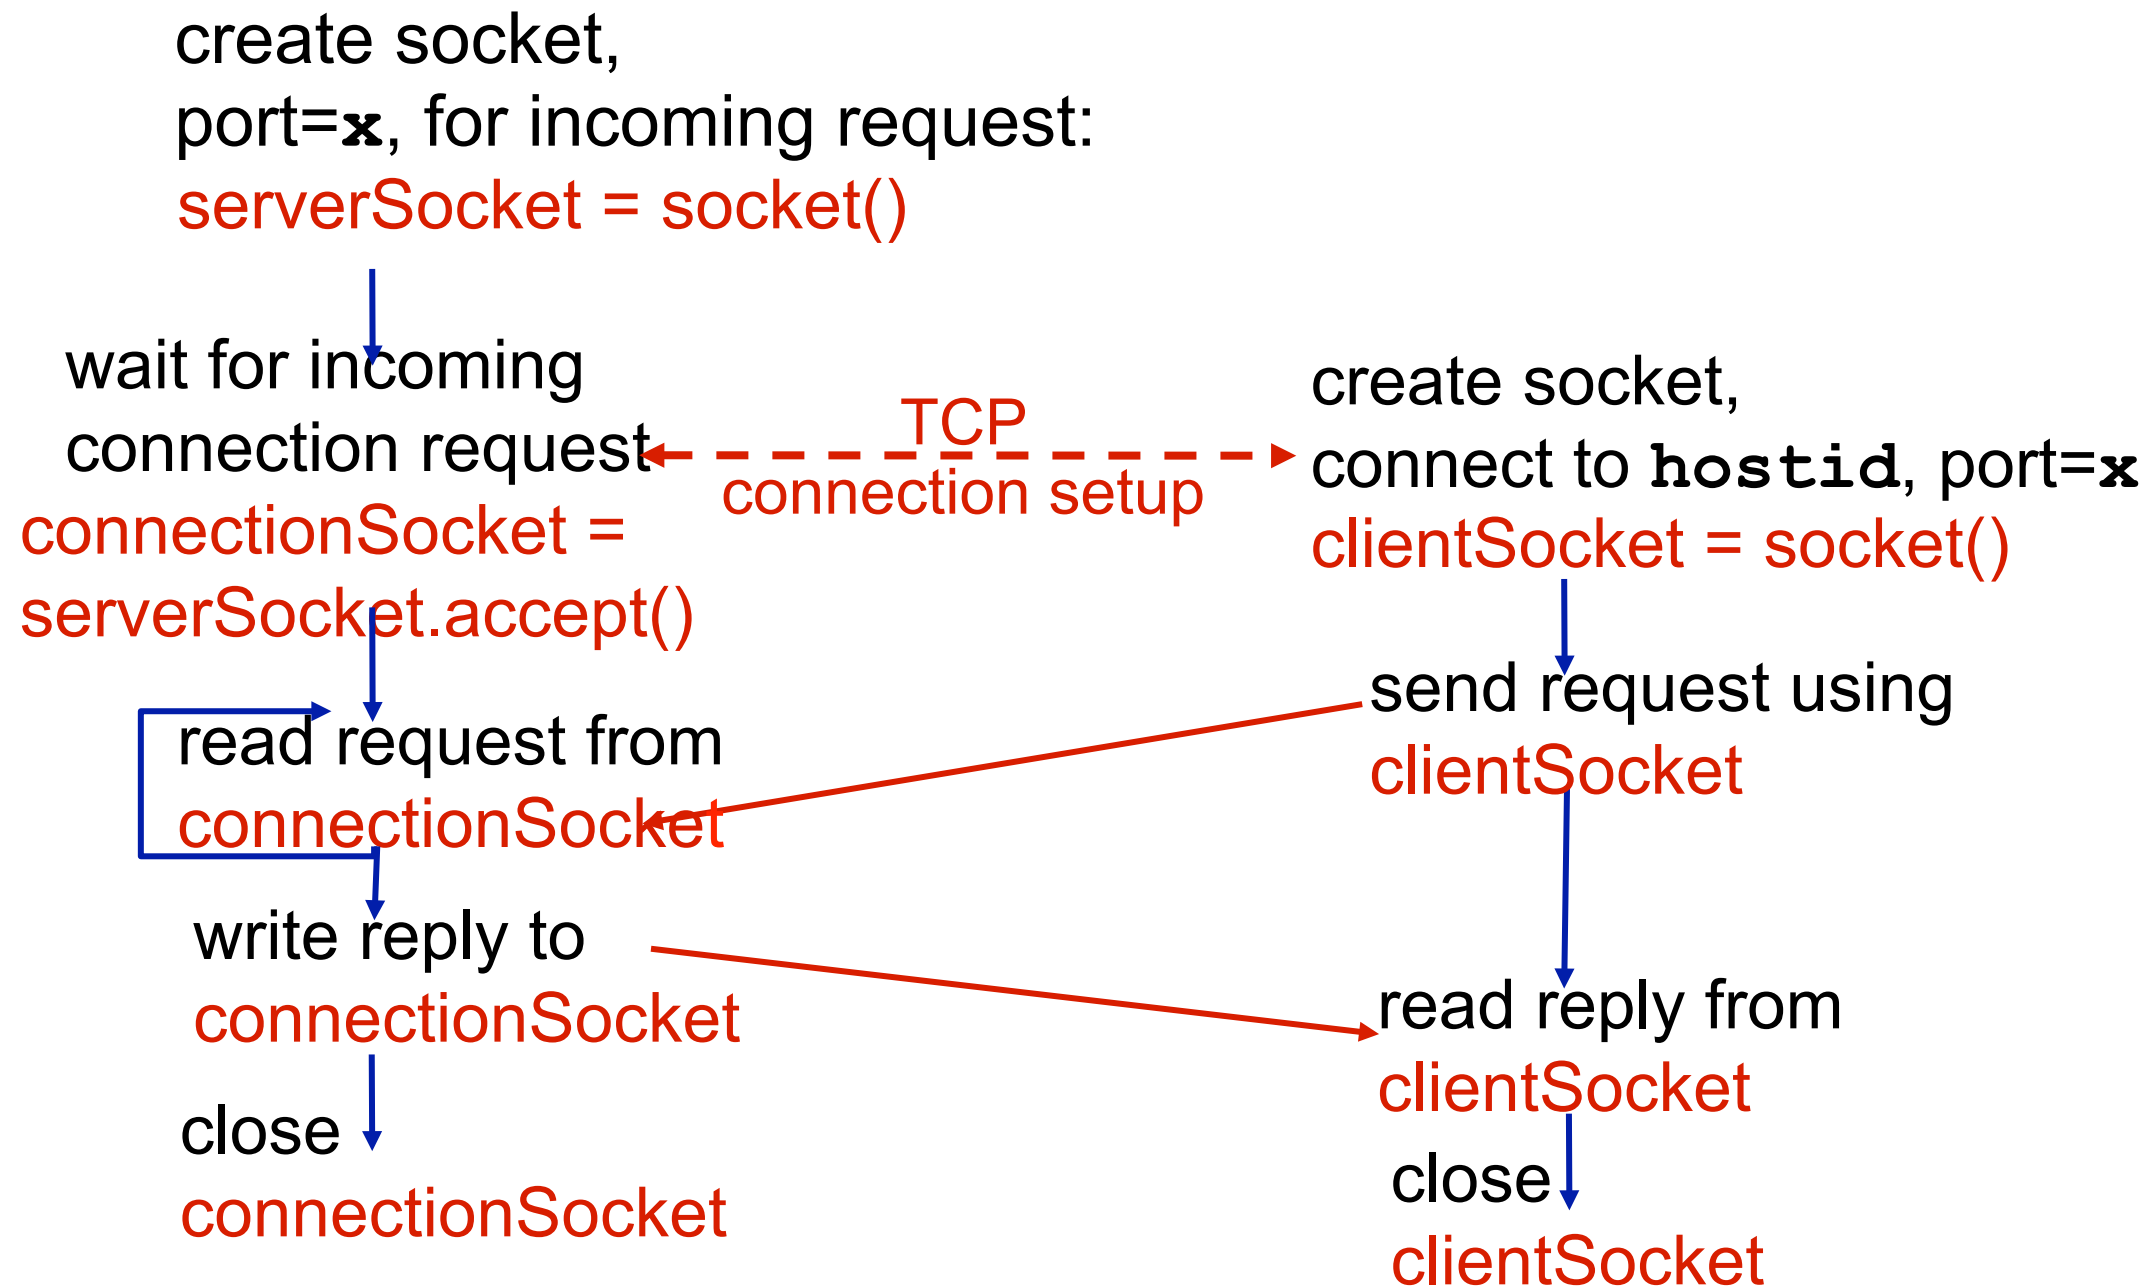 create socket,
port=x, for incoming request:
serverSocket = socket()
wait for incoming
connection request
connectionSocket =
serverSocket.accept()
TCP
connection setup
create socket,
connect to hostid, port=x
clientSocket = socket()
send request using
clientSocket
read request from
connectionSocket
write reply to
connectionSocket
read reply from
clientSocket
close
connectionSocket
close
clientSocket